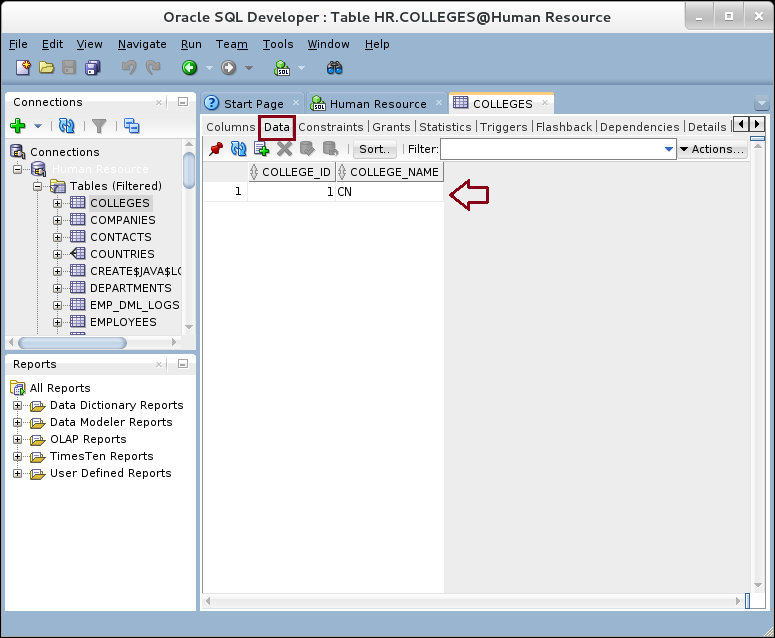 Oracle SQL Developer : Table HR.COLLEGES@Human Resource
File Edit View Navigate Run Team Tools Window Help
Connections
Connections
Human Resource
Tables (Filtered)
COLLEGES
COMPANIES
CONTACTS
COUNTRIES
CREATE$JAVA$LO
DEPARTMENTS
EMP_DML_LOGS
EMPLOYEES
Reports
All Reports
Data Dictionary Reports
Data Modeler Reports
OLAP Reports
TimesTen Reports
User Defined Reports
Start Page Human Resource COLLEGES
Columns Data Constraints Grants Statistics Triggers Flashback Dependencies Details
Sort.. Filter: Actions...
COLLEGE_ID COLLEGE_NAME
1 1 CN